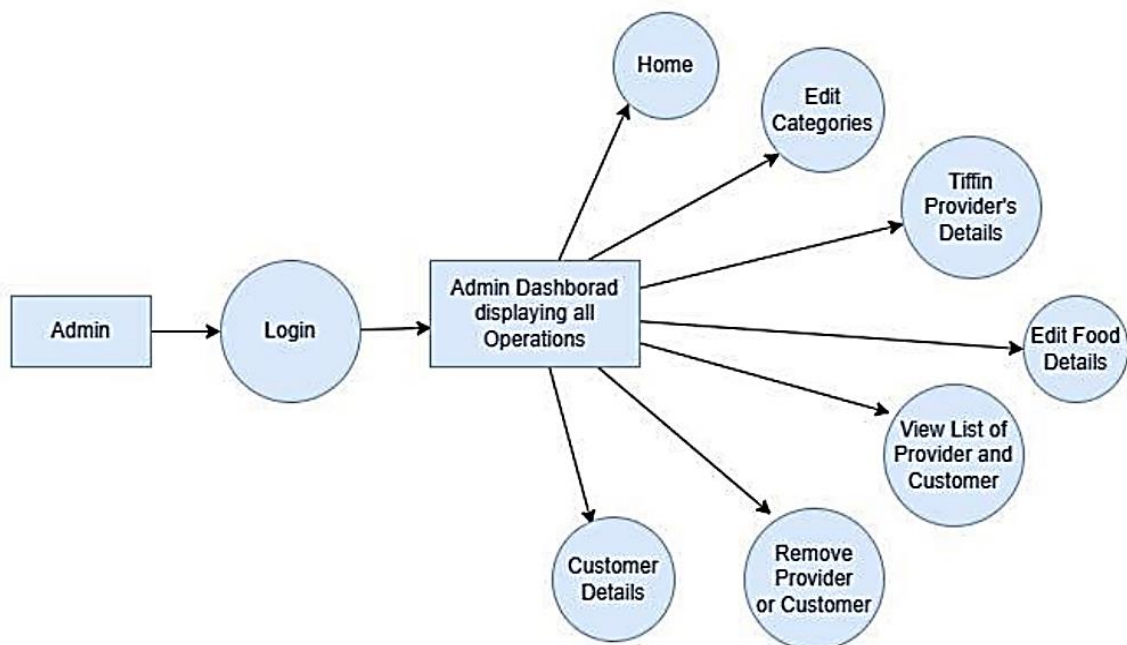 Home
Edit
Categories
Tiffin
Provider's
Details
Admin
Login
Admin Dashborad
displaying all
Operations
Edit Food
Details
View List of
Provider and
Customer
Customer
Details
Remove
Provider
or Customer